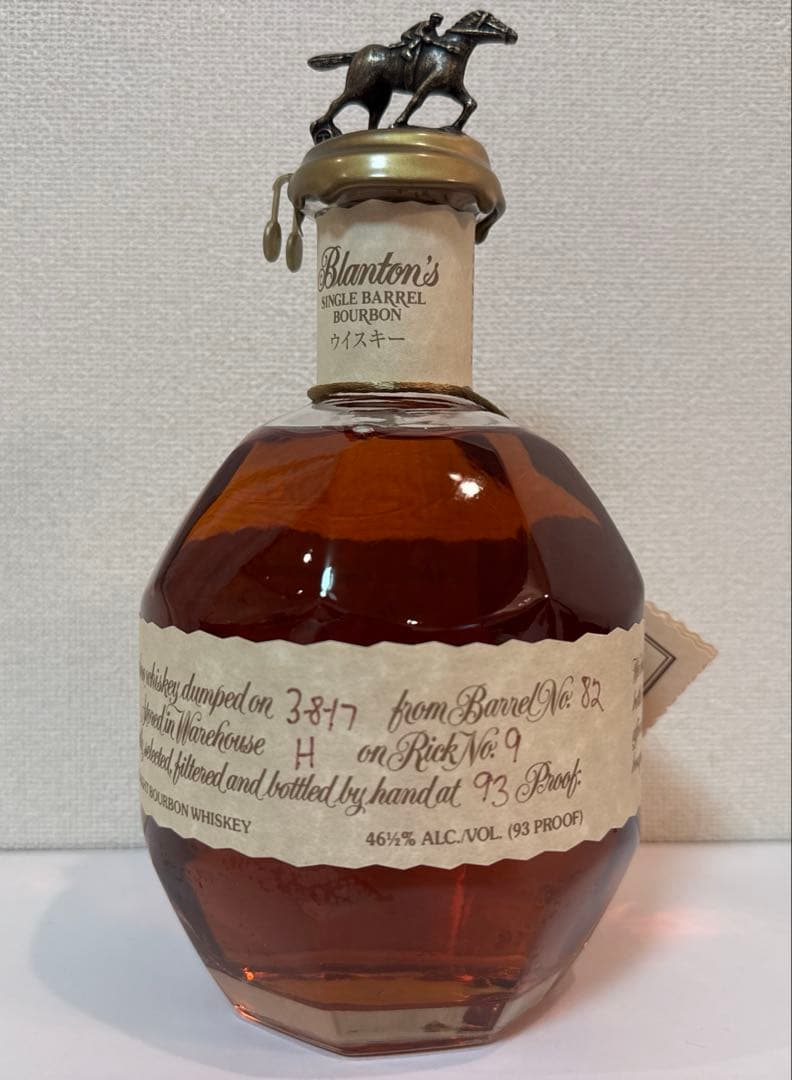 Blanton's
SINGLE BARREL
BOURBON
ウイスキー
whiskey dumped on 3-8-17 from Barrel No. 82
stored in Warehouse H on Rick No. 9
selected, filtered and bottled by hand at 93 Proof.
BOURBON WHISKEY
46½% ALC./VOL. (93 PROOF)